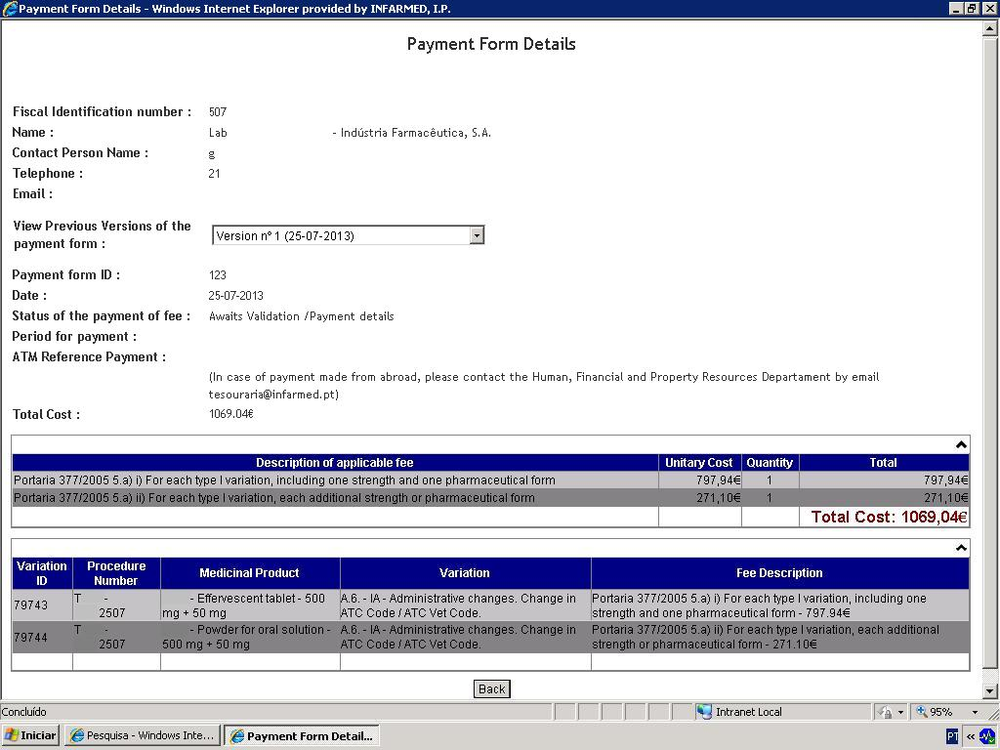 Payment Form Details - Windows Internet Explorer provided by INFARMED, I.P.
Payment Form Details
Fiscal Identification number : 507
Name : Lab - Indústria Farmacêutica, S.A.
Contact Person Name : g
Telephone : 21
Email :
View Previous Versions of the
payment form :
Version nº 1 (25-07-2013)
Payment form ID : 123
Date : 25-07-2013
Status of the payment of fee : Awaits Validation /Payment details
Period for payment :
ATM Reference Payment :
(In case of payment made from abroad, please contact the Human, Financial and Property Resources Departament by email
tesouraria@infarmed.pt)
Total Cost : 1069.04€
Description of applicable fee Unitary Cost Quantity Total
Portaria 377/2005 5.a) i) For each type I variation, including one strength and one pharmaceutical form 797,94€ 1 797,94€
Portaria 377/2005 5.a) ii) For each type I variation, each additional strength or pharmaceutical form 271,10€ 1 271,10€
Total Cost: 1069,04€
Variation
ID
Procedure
Number
Medicinal Product
Variation
Fee Description
79743
T -
2507
- Effervescent tablet - 500
mg + 50 mg
A.6. - IA - Administrative changes. Change in
ATC Code / ATC Vet Code.
Portaria 377/2005 5.a) i) For each type I variation, including one
strength and one pharmaceutical form - 797.94€
79744
T -
2507
- Powder for oral solution -
500 mg + 50 mg
A.6. - IA - Administrative changes. Change in
ATC Code / ATC Vet Code.
Portaria 377/2005 5.a) ii) For each type I variation, each additional
strength or pharmaceutical form - 271.10€
Back
Concluído
Intranet Local
95%
Iniciar
Pesquisa - Windows Inte...
Payment Form Detail...
PT
«